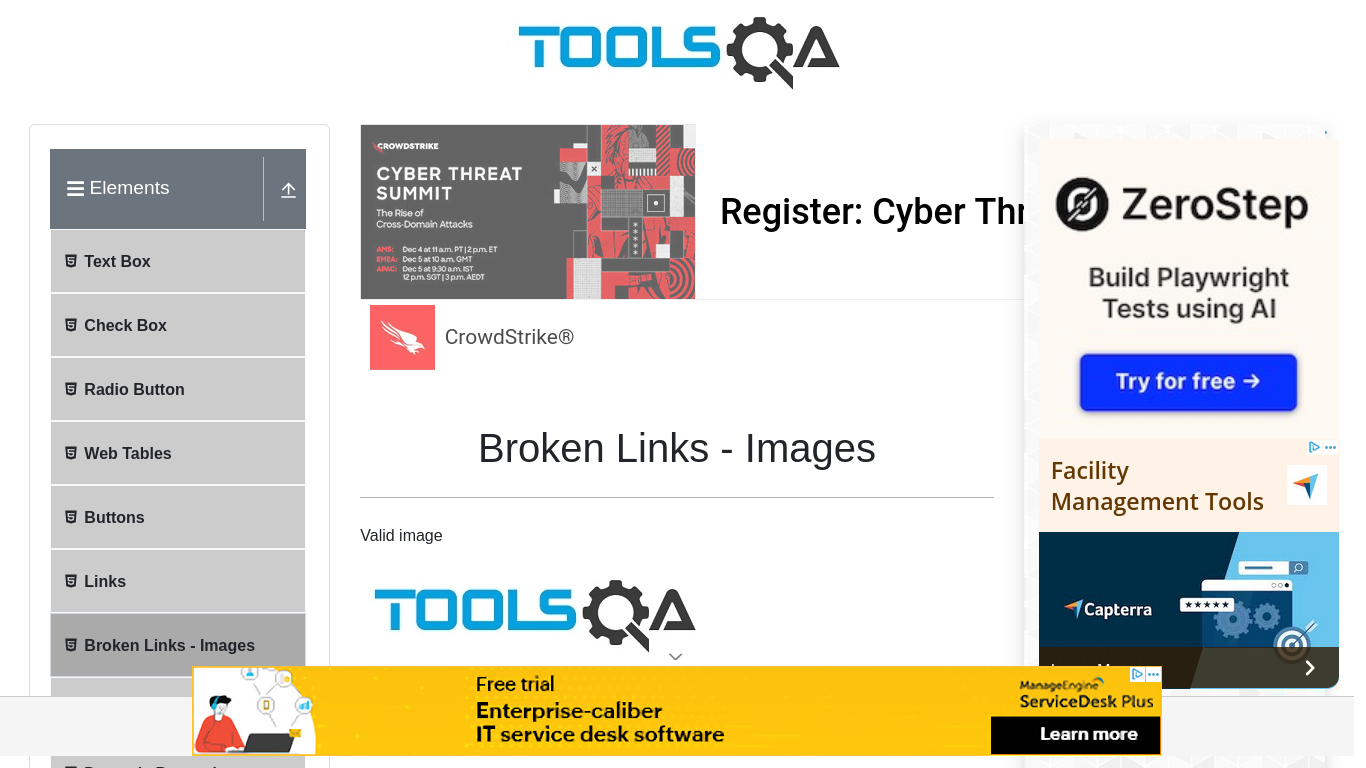 TOOLSQA
Elements
Text Box
Check Box
Radio Button
Web Tables
Buttons
Links
Broken Links - Images
CROWDSTRIKE
CYBER THREAT
SUMMIT
The Rise of
Cross-Domain Attacks
AMS: Dec 4 at 11 a.m. PT | 2 p.m. ET
EMEA: Dec 5 at 10 a.m. GMT
APAC: Dec 5 at 9:30 a.m. IST
12 p.m. SGT | 3 p.m. AEDT
Register: Cyber Thr
CrowdStrike®
Broken Links - Images
Valid image
TOOLSQA
ZeroStep
Build Playwright
Tests using AI
Try for free →
Facility
Management Tools
Capterra
Free trial
Enterprise-caliber
IT service desk software
ManageEngine
ServiceDesk Plus
Learn more